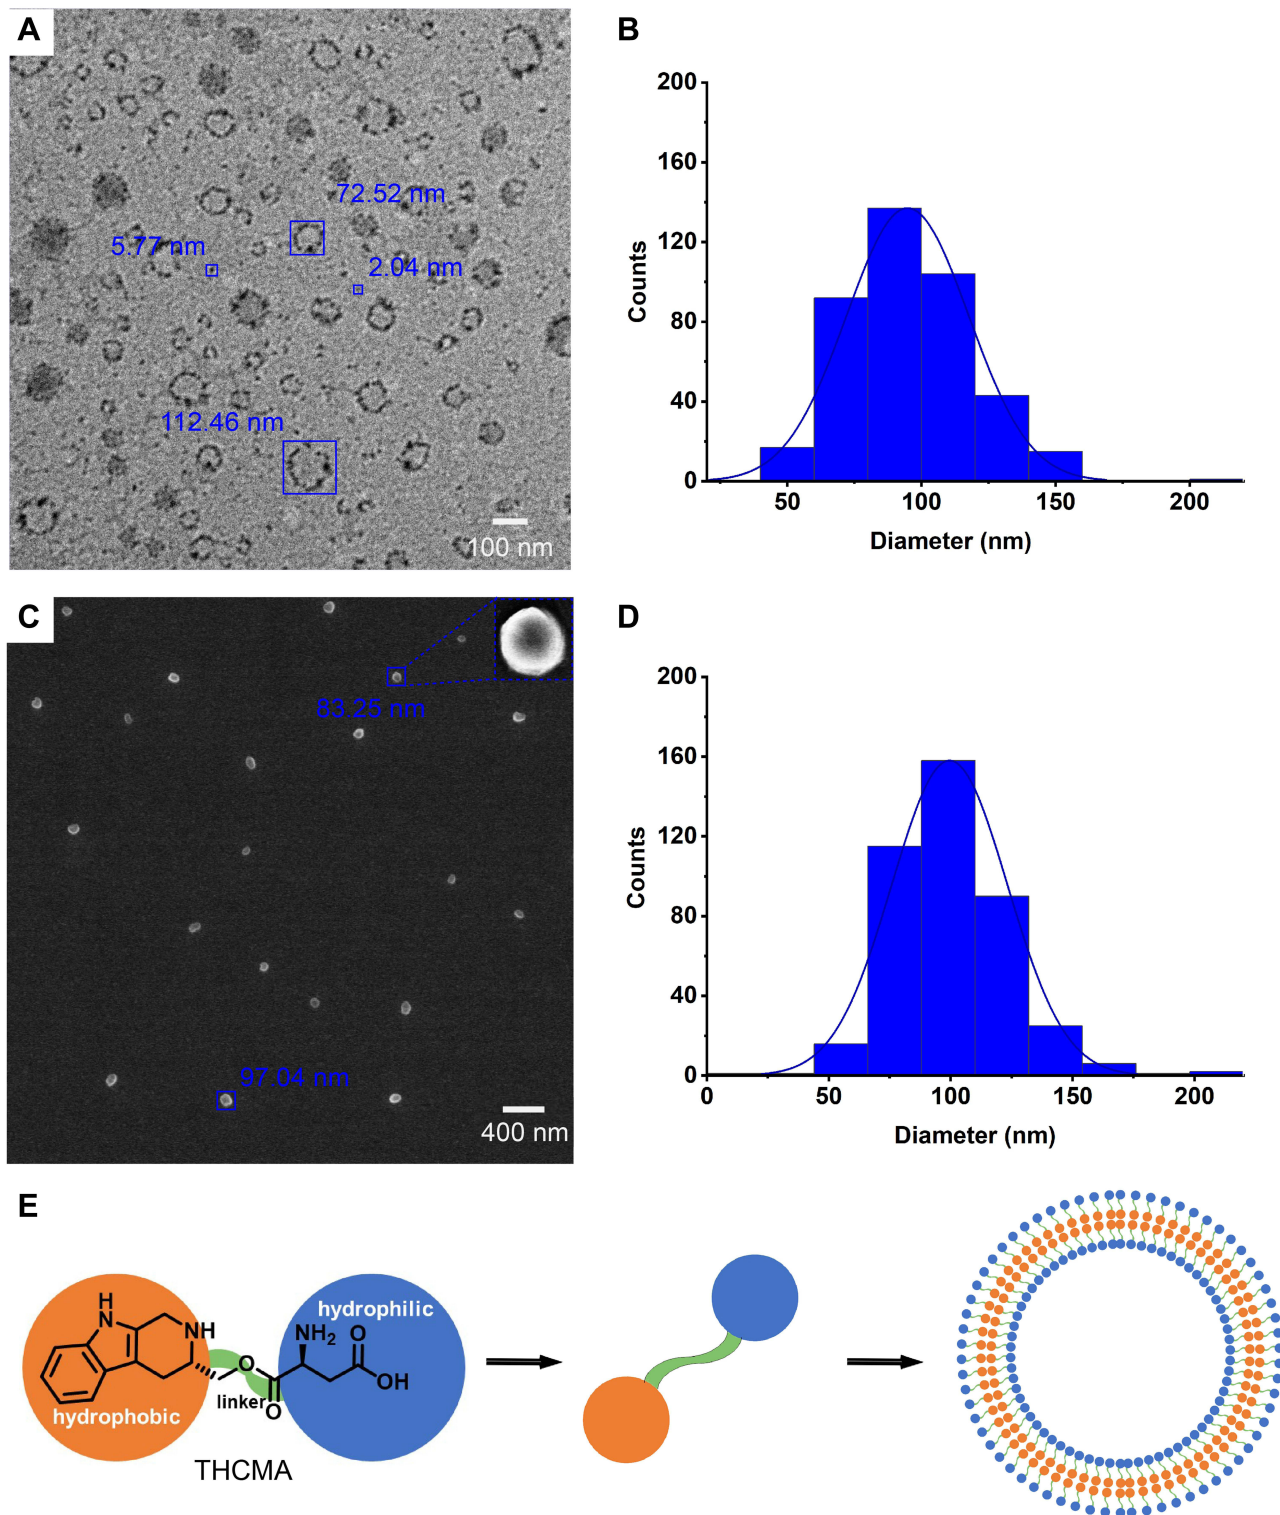 A
72.52 nm
5.77 nm
2.04 nm
112.46 nm
100 nm
B
200
160
120
80
40
0
Counts
50
100
150
200
Diameter (nm)
C
83.25 nm
97.04 nm
400 nm
D
200
160
120
80
40
0
Counts
0
50
100
150
200
Diameter (nm)
E
hydrophilic
H
N
NH
NH2
O
O
OH
O
linker
hydrophobic
THCMA